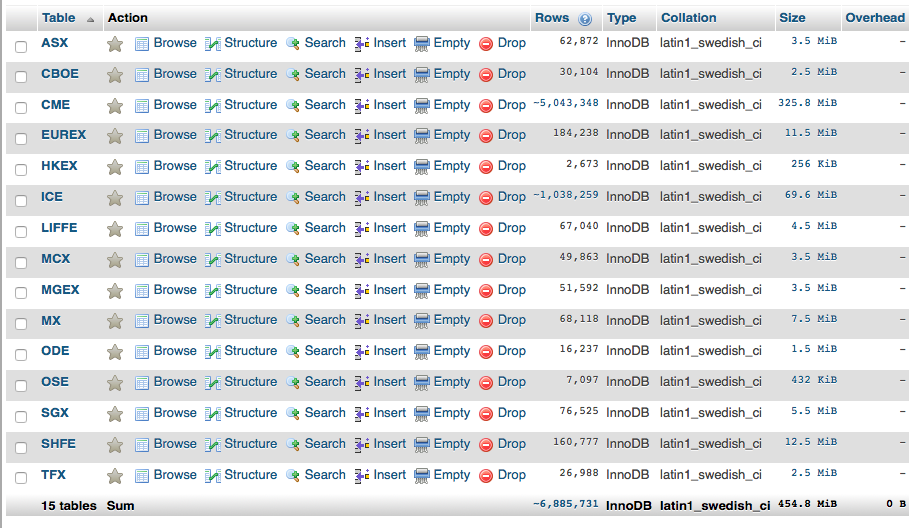 Table Action Rows Type Collation Size Overhead
ASX Browse Structure Search Insert Empty Drop 62,872 InnoDB latin1_swedish_ci 3.5 MiB –
CBOE Browse Structure Search Insert Empty Drop 30,104 InnoDB latin1_swedish_ci 2.5 MiB –
CME Browse Structure Search Insert Empty Drop ~5,043,348 InnoDB latin1_swedish_ci 325.8 MiB –
EUREX Browse Structure Search Insert Empty Drop 184,238 InnoDB latin1_swedish_ci 11.5 MiB –
HKEX Browse Structure Search Insert Empty Drop 2,673 InnoDB latin1_swedish_ci 256 KiB –
ICE Browse Structure Search Insert Empty Drop ~1,038,259 InnoDB latin1_swedish_ci 69.6 MiB –
LIFFE Browse Structure Search Insert Empty Drop 67,040 InnoDB latin1_swedish_ci 4.5 MiB –
MCX Browse Structure Search Insert Empty Drop 49,863 InnoDB latin1_swedish_ci 3.5 MiB –
MGEX Browse Structure Search Insert Empty Drop 51,592 InnoDB latin1_swedish_ci 3.5 MiB –
MX Browse Structure Search Insert Empty Drop 68,118 InnoDB latin1_swedish_ci 7.5 MiB –
ODE Browse Structure Search Insert Empty Drop 16,237 InnoDB latin1_swedish_ci 1.5 MiB –
OSE Browse Structure Search Insert Empty Drop 7,097 InnoDB latin1_swedish_ci 432 KiB –
SGX Browse Structure Search Insert Empty Drop 76,525 InnoDB latin1_swedish_ci 5.5 MiB –
SHFE Browse Structure Search Insert Empty Drop 160,777 InnoDB latin1_swedish_ci 12.5 MiB –
TFX Browse Structure Search Insert Empty Drop 26,988 InnoDB latin1_swedish_ci 2.5 MiB –
15 tables Sum ~6,885,731 InnoDB latin1_swedish_ci 454.8 MiB 0 B